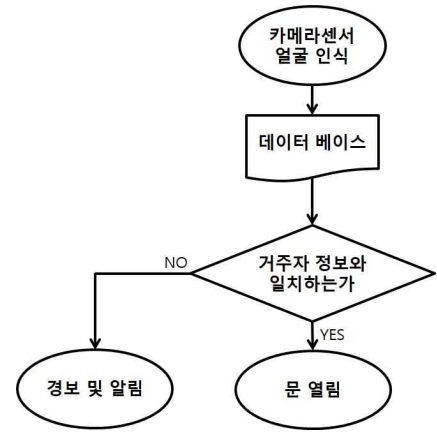 카메라센서
얼굴 인식
데이터 베이스
거주자 정보와
일치하는가
NO
YES
경보 및 알림
문 열림